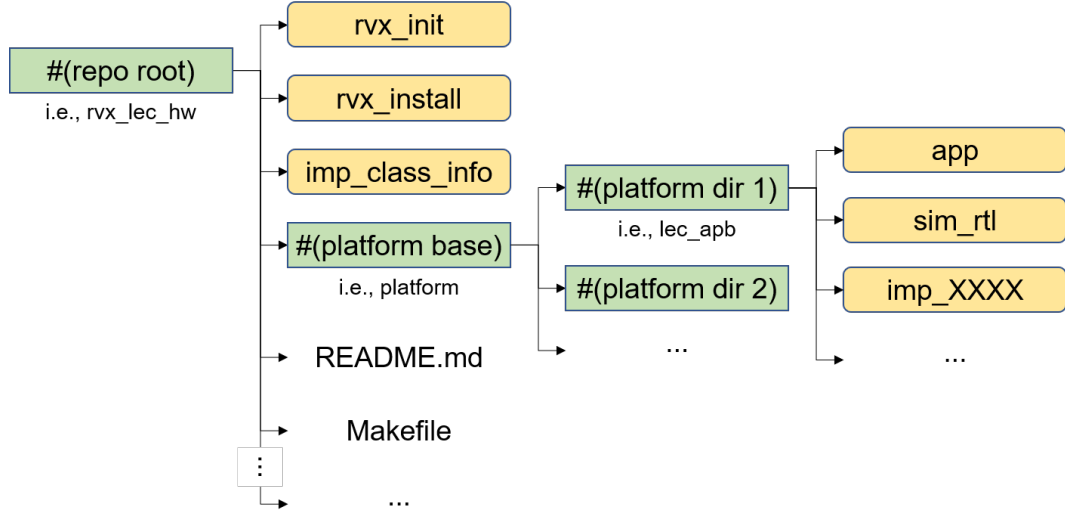 #(repo root)
i.e., rvx_lec_hw
rvx_init
rvx_install
imp_class_info
#(platform base)
i.e., platform
README.md
Makefile
⋮
...
#(platform dir 1)
i.e., lec_apb
#(platform dir 2)
...
app
sim_rtl
imp_XXXX
...